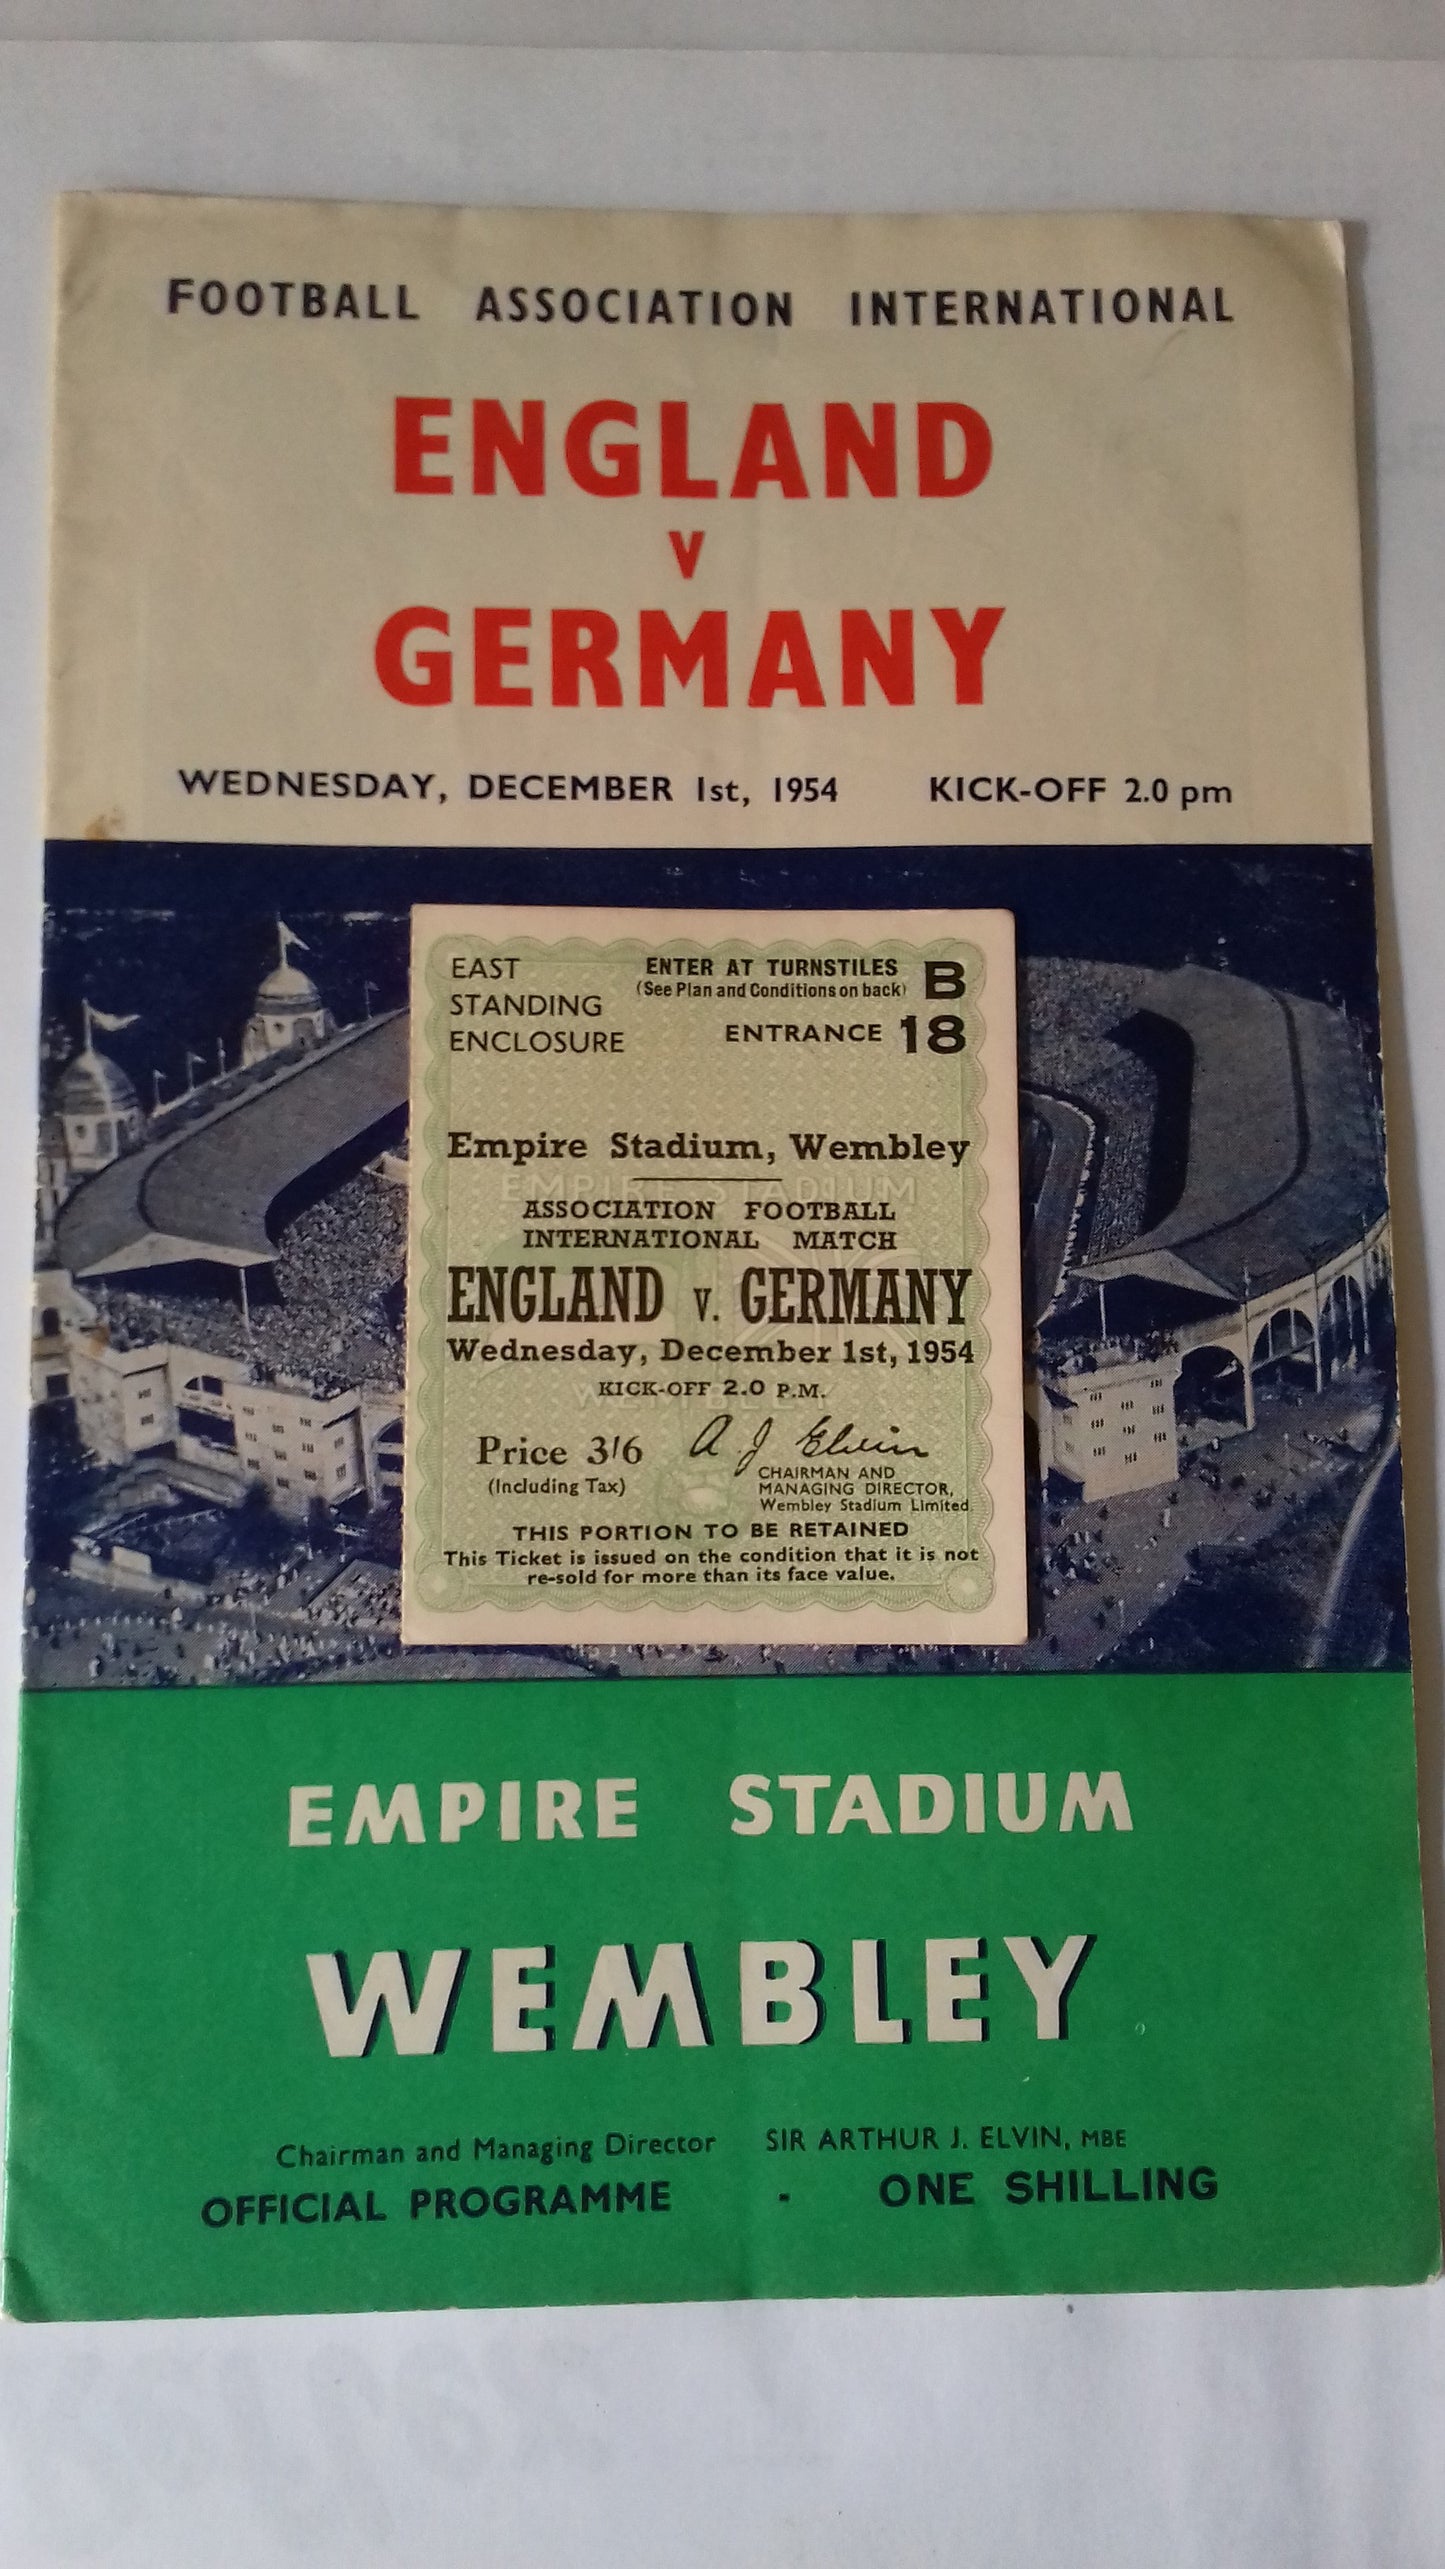 FOOTBALL ASSOCIATION INTERNATIONAL
ENGLAND
V
GERMANY
WEDNESDAY, DECEMBER 1st, 1954 KICK-OFF 2.0 pm
EAST
STANDING
ENCLOSURE
ENTER AT TURNSTILES B
(See Plan and Conditions on back)
ENTRANCE 18
Empire Stadium, Wembley
EMPIRE STADIUM
ASSOCIATION FOOTBALL
INTERNATIONAL MATCH
ENGLAND V. GERMANY
Wednesday, December 1st, 1954
KICK-OFF 2.0 P.M.
WEMBLEY
Price 3/6
(Including Tax)
A J Elvin
CHAIRMAN AND
MANAGING DIRECTOR,
Wembley Stadium Limited
THIS PORTION TO BE RETAINED
This Ticket is issued on the condition that it is not
re-sold for more than its face value.
EMPIRE STADIUM
WEMBLEY
Chairman and Managing Director SIR ARTHUR J. ELVIN, MBE
OFFICIAL PROGRAMME - ONE SHILLING